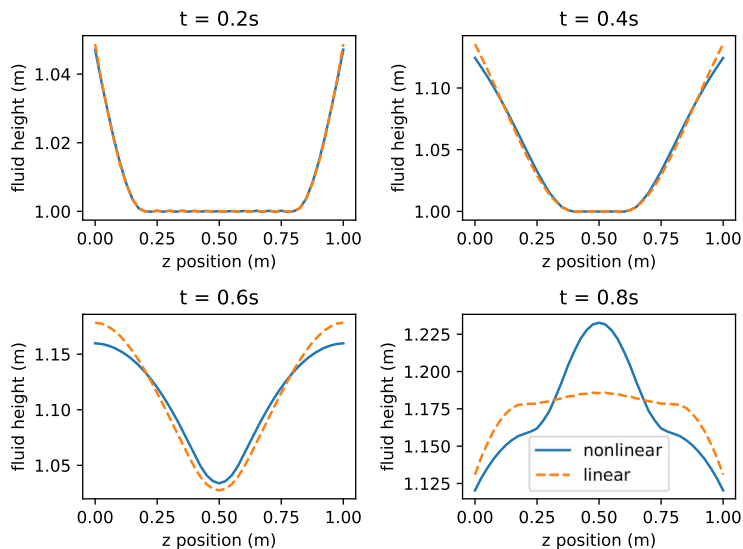 t = 0.2s
fluid height (m)
1.04
1.02
1.00
0.00 0.25 0.50 0.75 1.00
z position (m)
t = 0.4s
fluid height (m)
1.10
1.05
1.00
0.00 0.25 0.50 0.75 1.00
z position (m)
t = 0.6s
fluid height (m)
1.15
1.10
1.05
0.00 0.25 0.50 0.75 1.00
z position (m)
t = 0.8s
fluid height (m)
1.225
1.200
1.175
1.150
1.125
nonlinear
linear
0.00 0.25 0.50 0.75 1.00
z position (m)